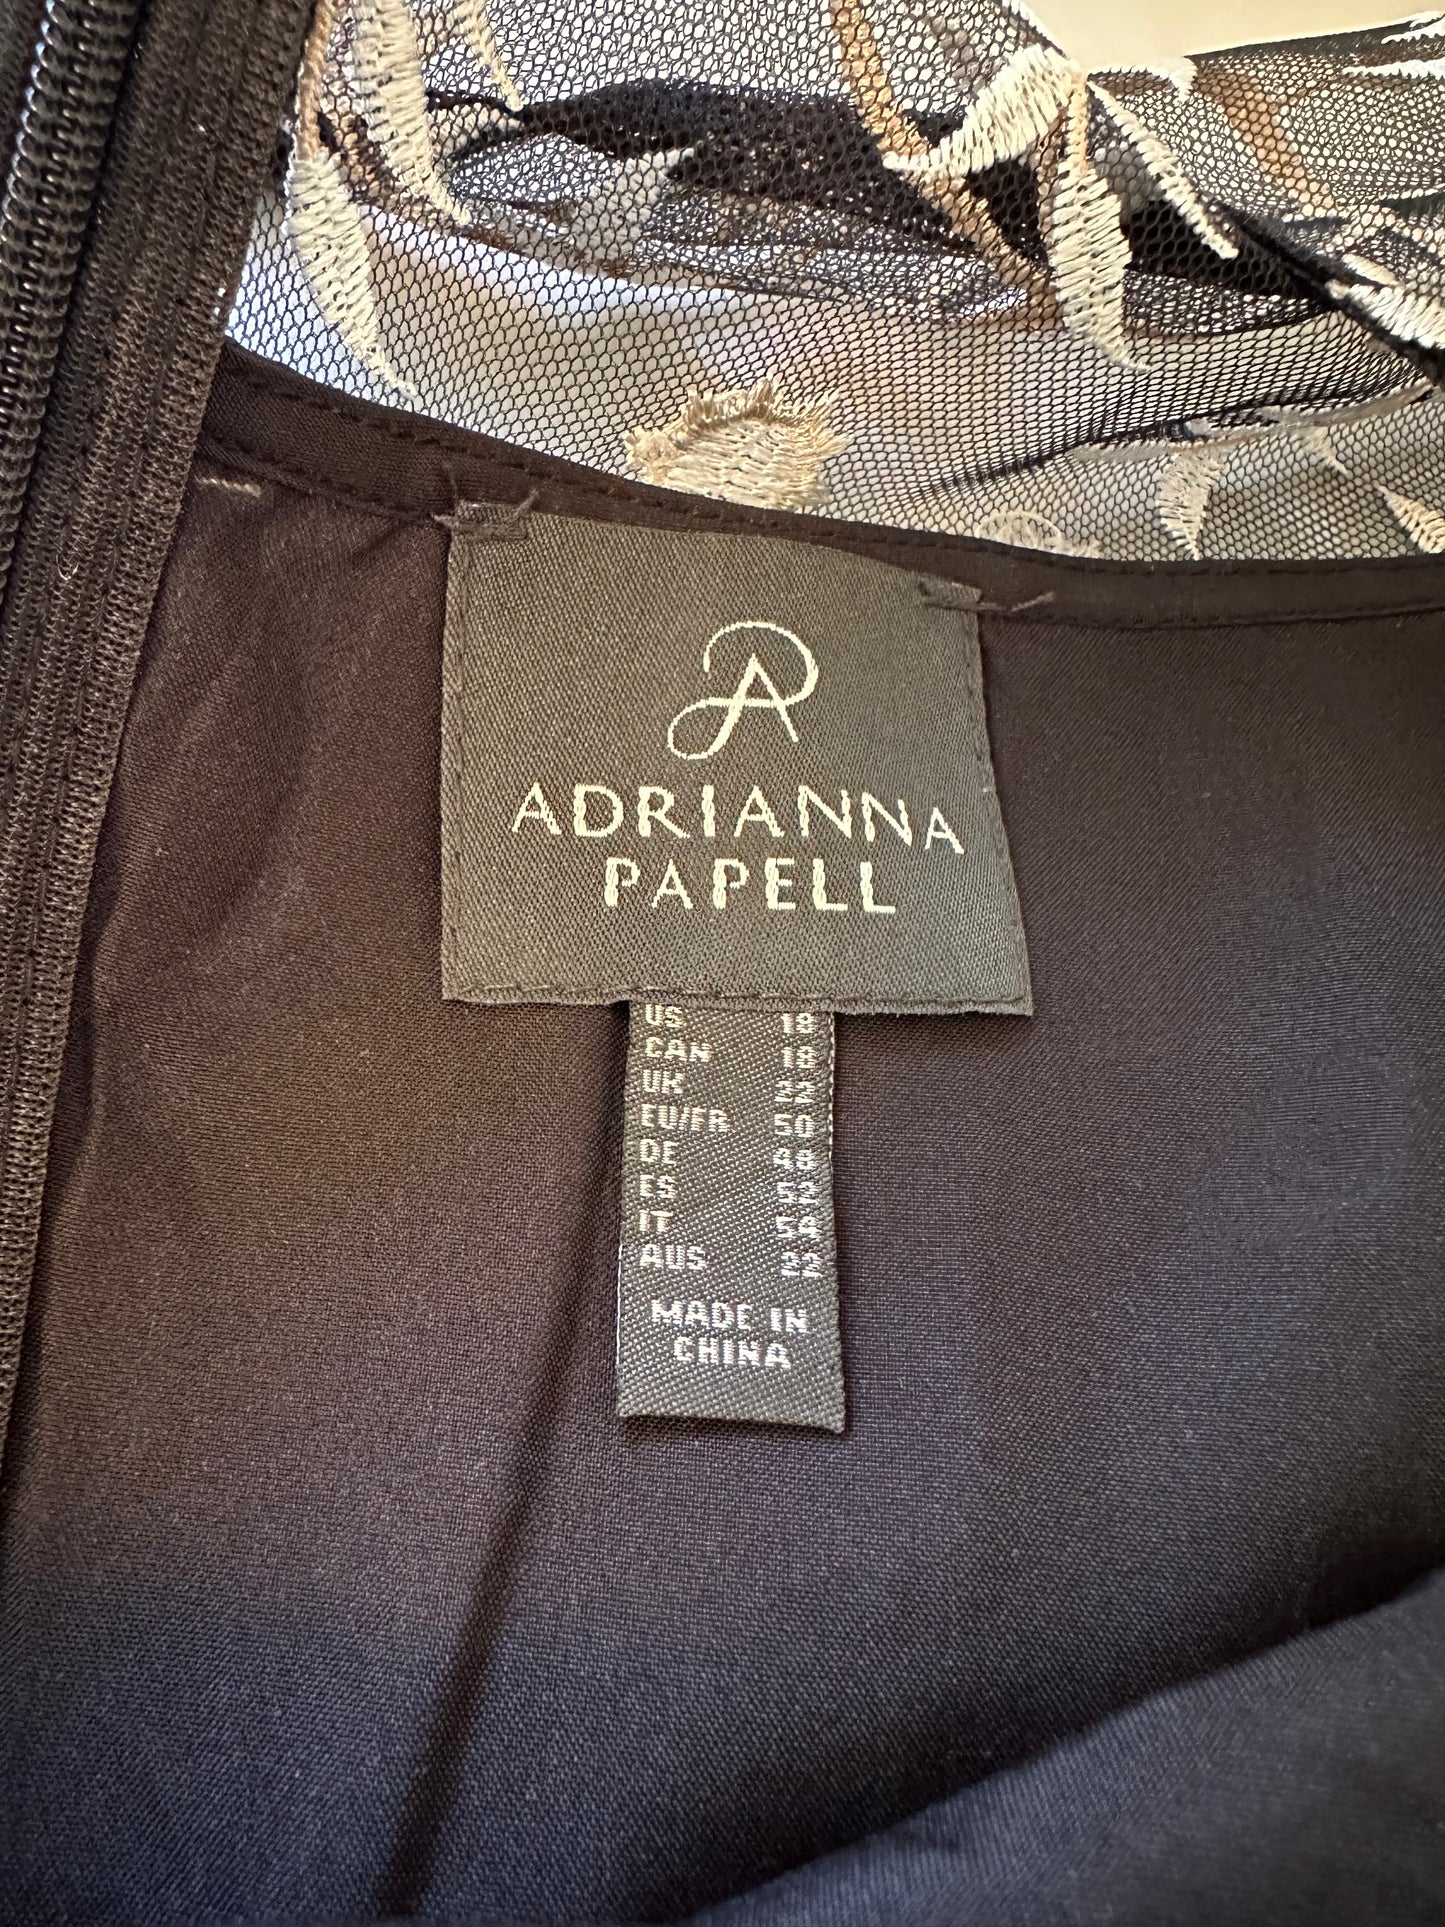 AP
ADRIANNA
PAPELL
US 18
CAN 18
UK 22
EU/FR 50
DE 48
ES 52
IT 54
AUS 22
MADE IN
CHINA